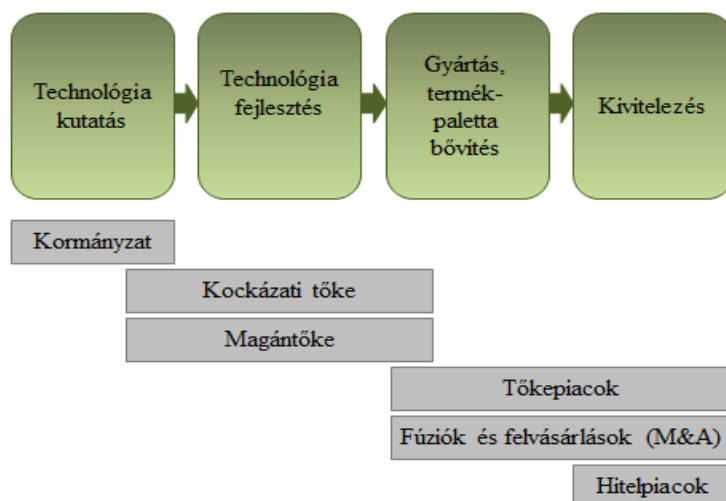 Technológia
kutatás
Technológia
fejlesztés
Gyártás,
termék-
paletta
bővítés
Kivitelezés
Kormányzat
Kockázati tőke
Magántőke
Tőkepiacok
Fúziók és felvásárlások (M&A)
Hitelpiacok